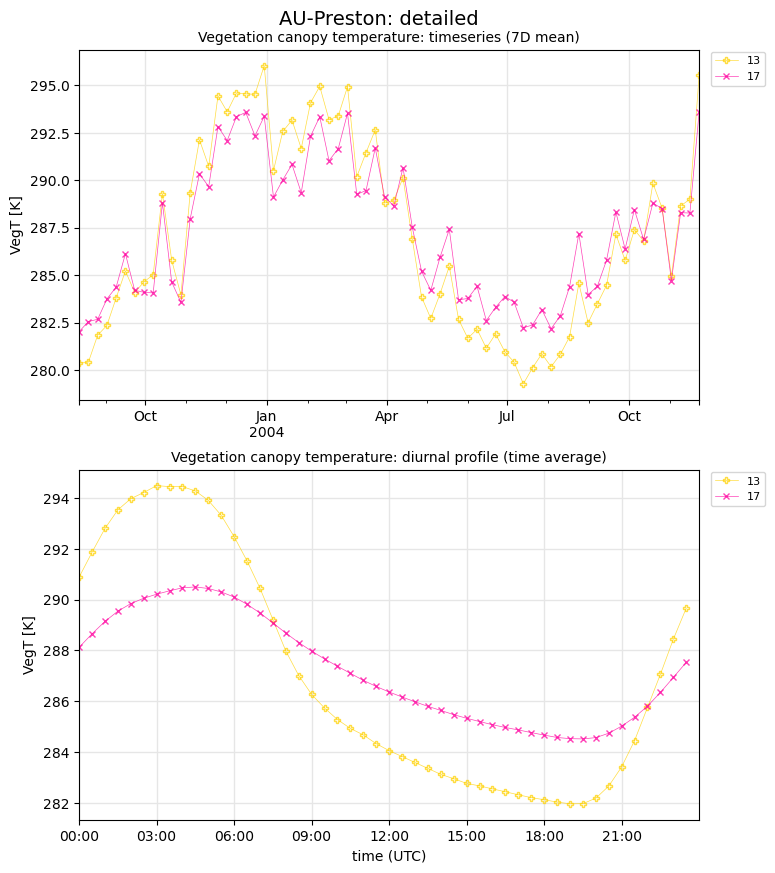 AU-Preston: detailed
Vegetation canopy temperature: timeseries (7D mean)
13
17
295.0
292.5
290.0
287.5
285.0
282.5
280.0
VegT [K]
Oct
Jan
2004
Apr
Jul
Oct
Vegetation canopy temperature: diurnal profile (time average)
13
17
294
292
290
288
286
284
282
VegT [K]
00:00
03:00
06:00
09:00
12:00
15:00
18:00
21:00
time (UTC)